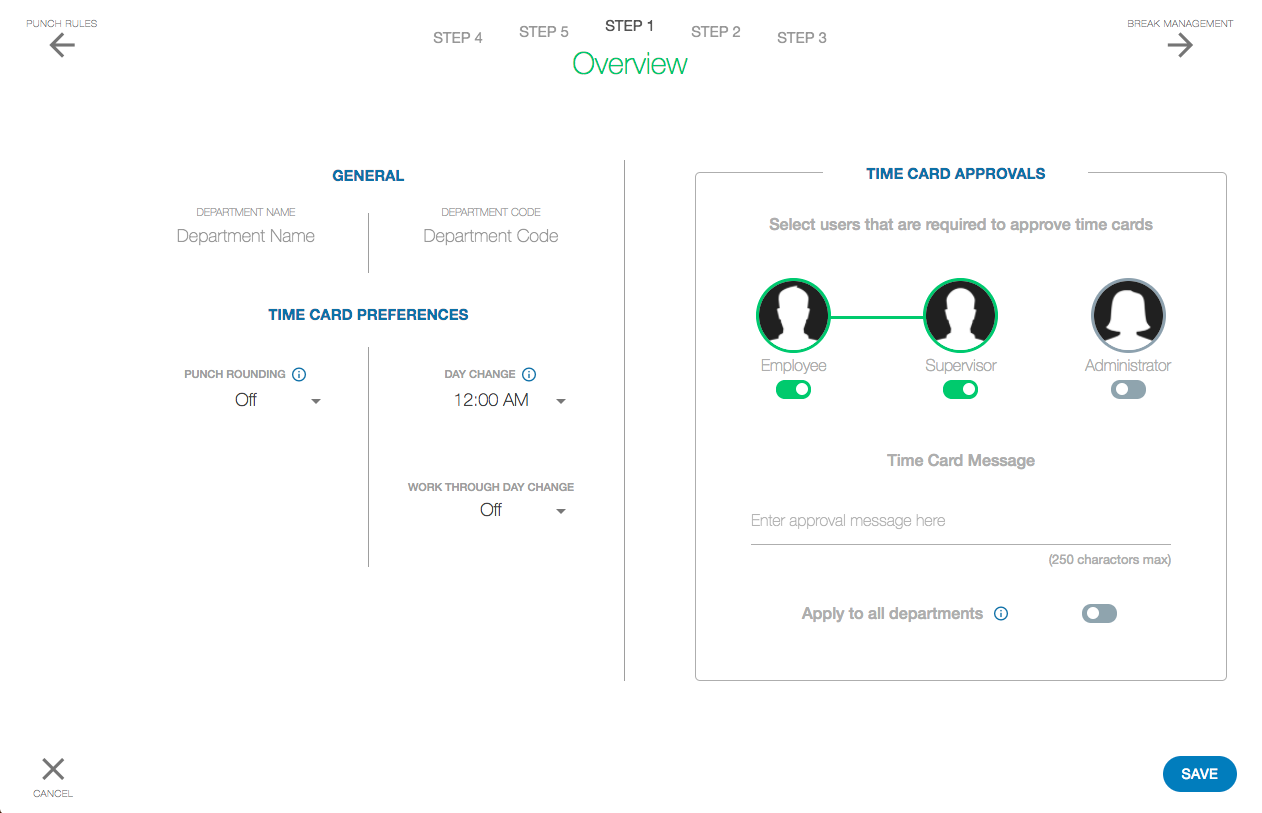 PUNCH RULES
STEP 4
STEP 5
STEP 1
STEP 2
STEP 3
BREAK MANAGEMENT
Overview
GENERAL
DEPARTMENT NAME
Department Name
DEPARTMENT CODE
Department Code
TIME CARD PREFERENCES
PUNCH ROUNDING
Off
DAY CHANGE
12:00 AM
WORK THROUGH DAY CHANGE
Off
TIME CARD APPROVALS
Select users that are required to approve time cards
Employee
Supervisor
Administrator
Time Card Message
Enter approval message here
(250 charactors max)
Apply to all departments
CANCEL
SAVE